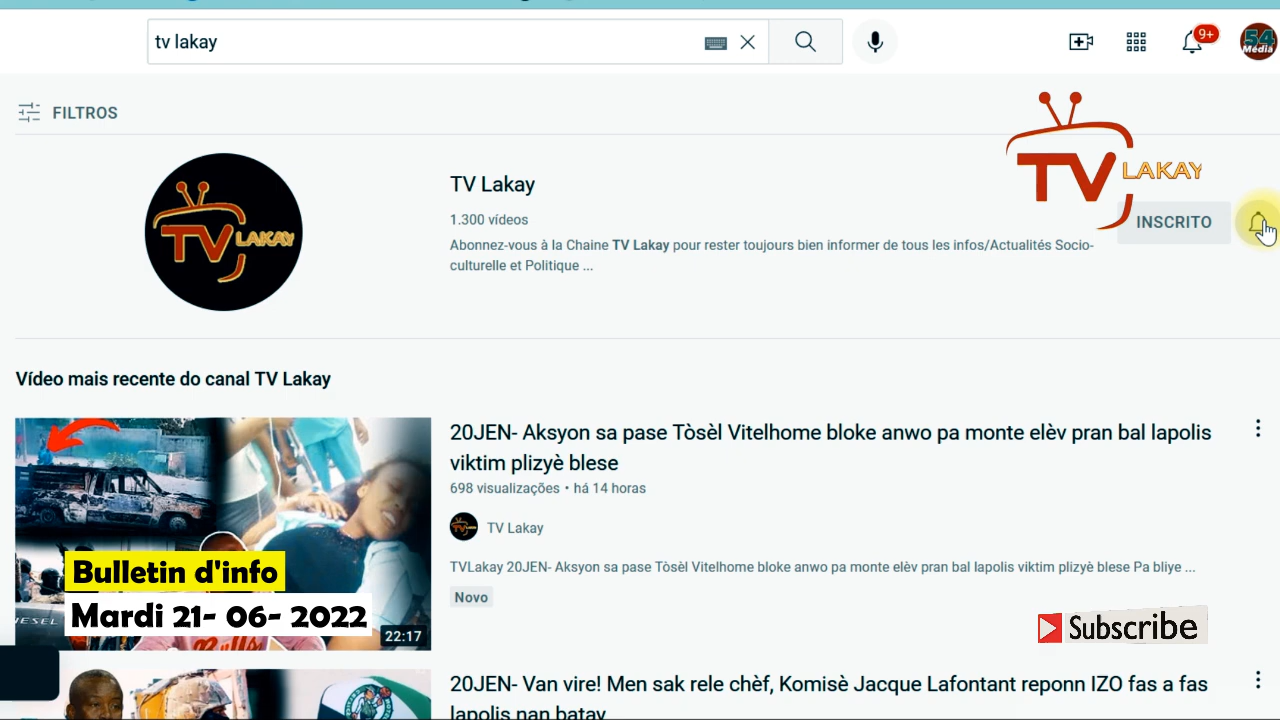 tv lakay
9+
54
Média
FILTROS
TV LAKAY
TV LAKAY
TV Lakay
1.300 vídeos
INSCRITO
Abonnez-vous à la Chaine TV Lakay pour rester toujours bien informer de tous les infos/Actualités Socio-
culturelle et Politique ...
Vídeo mais recente do canal TV Lakay
20JEN- Aksyon sa pase Tòsèl Vitelhome bloke anwo pa monte elèv pran bal lapolis
viktim plizyè blese
698 visualizações • há 14 horas
TV Lakay
TVLakay 20JEN- Aksyon sa pase Tòsèl Vitelhome bloke anwo pa monte elèv pran bal lapolis viktim plizyè blese Pa bliye ...
Novo
Bulletin d'info
Mardi 21- 06- 2022
22:17
Subscribe
20JEN- Van vire! Men sak rele chèf, Komisè Jacque Lafontant reponn IZO fas a fas
lapolis nan batay